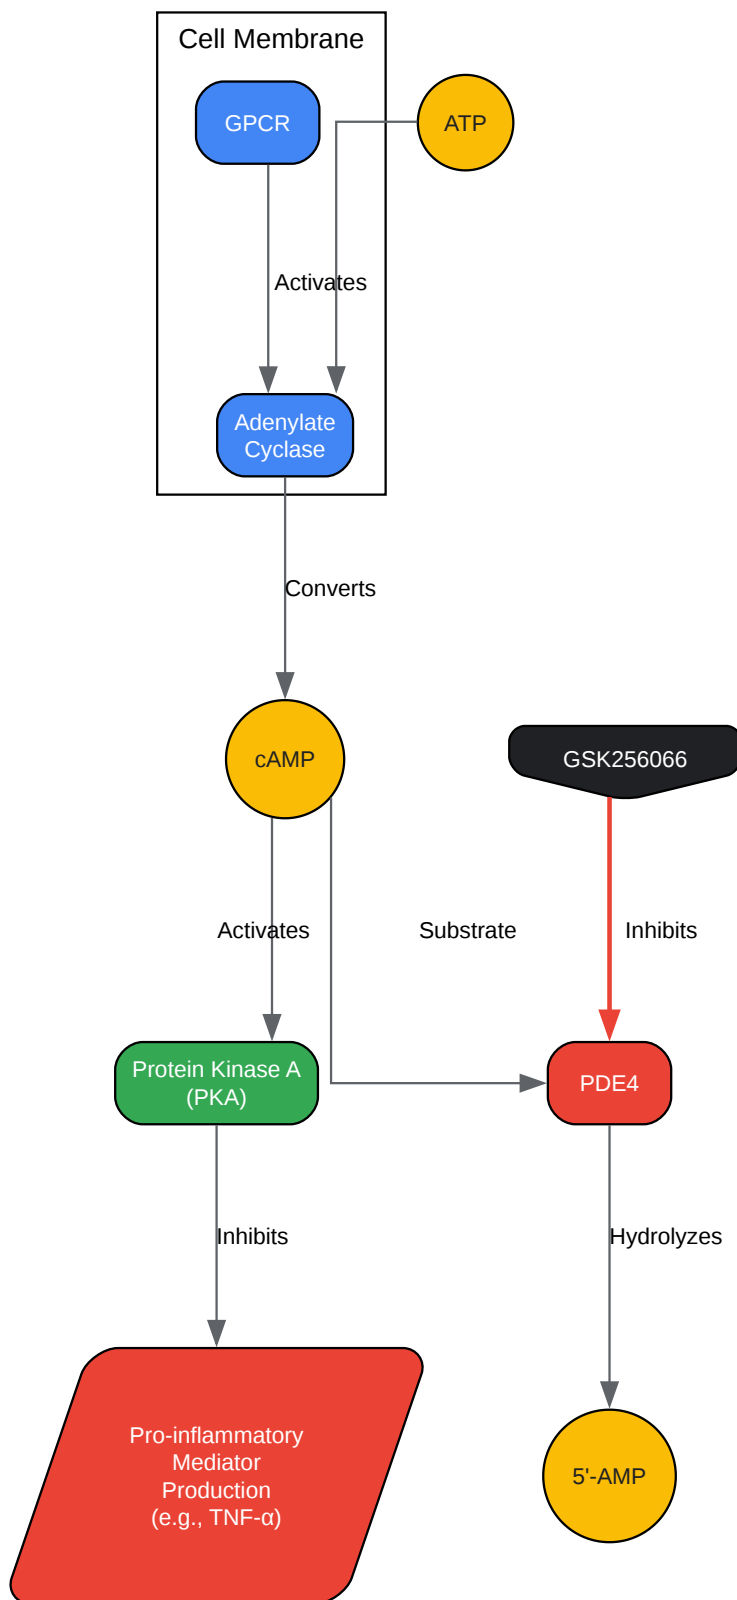 Cell Membrane
GPCR
ATP
Activates
Adenylate
Cyclase
Converts
cAMP
GSK256066
Activates
Substrate
Inhibits
Protein Kinase A
(PKA)
PDE4
Inhibits
Hydrolyzes
Pro-inflammatory
Mediator
Production
(e.g., TNF-α)
5'-AMP